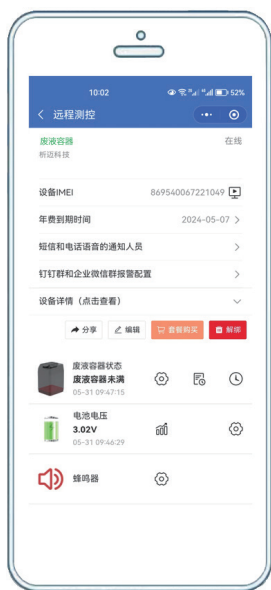 10:02
52%
远程测控
废液容器
在线
析迈科技
设备IMEI
869540067221049
年费到期时间
2024-05-07
短信和电话语音的通知人员
钉钉群和企业微信群报警配置
设备详情（点击查看）
分享 编辑 套餐购买 解绑
废液容器状态
废液容器未满
05-31 09:47:15
电池电压
3.02V
05-31 09:46:29
蜂鸣器